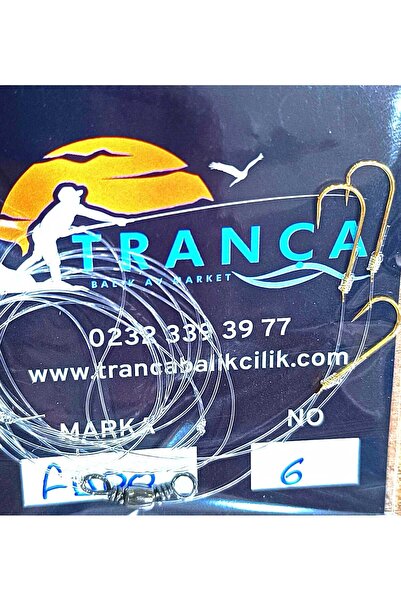 TRANÇA
BALIK AV MARKET
0232 339 39 77
www.trancabalikcilik.com
MARKA
NO
6